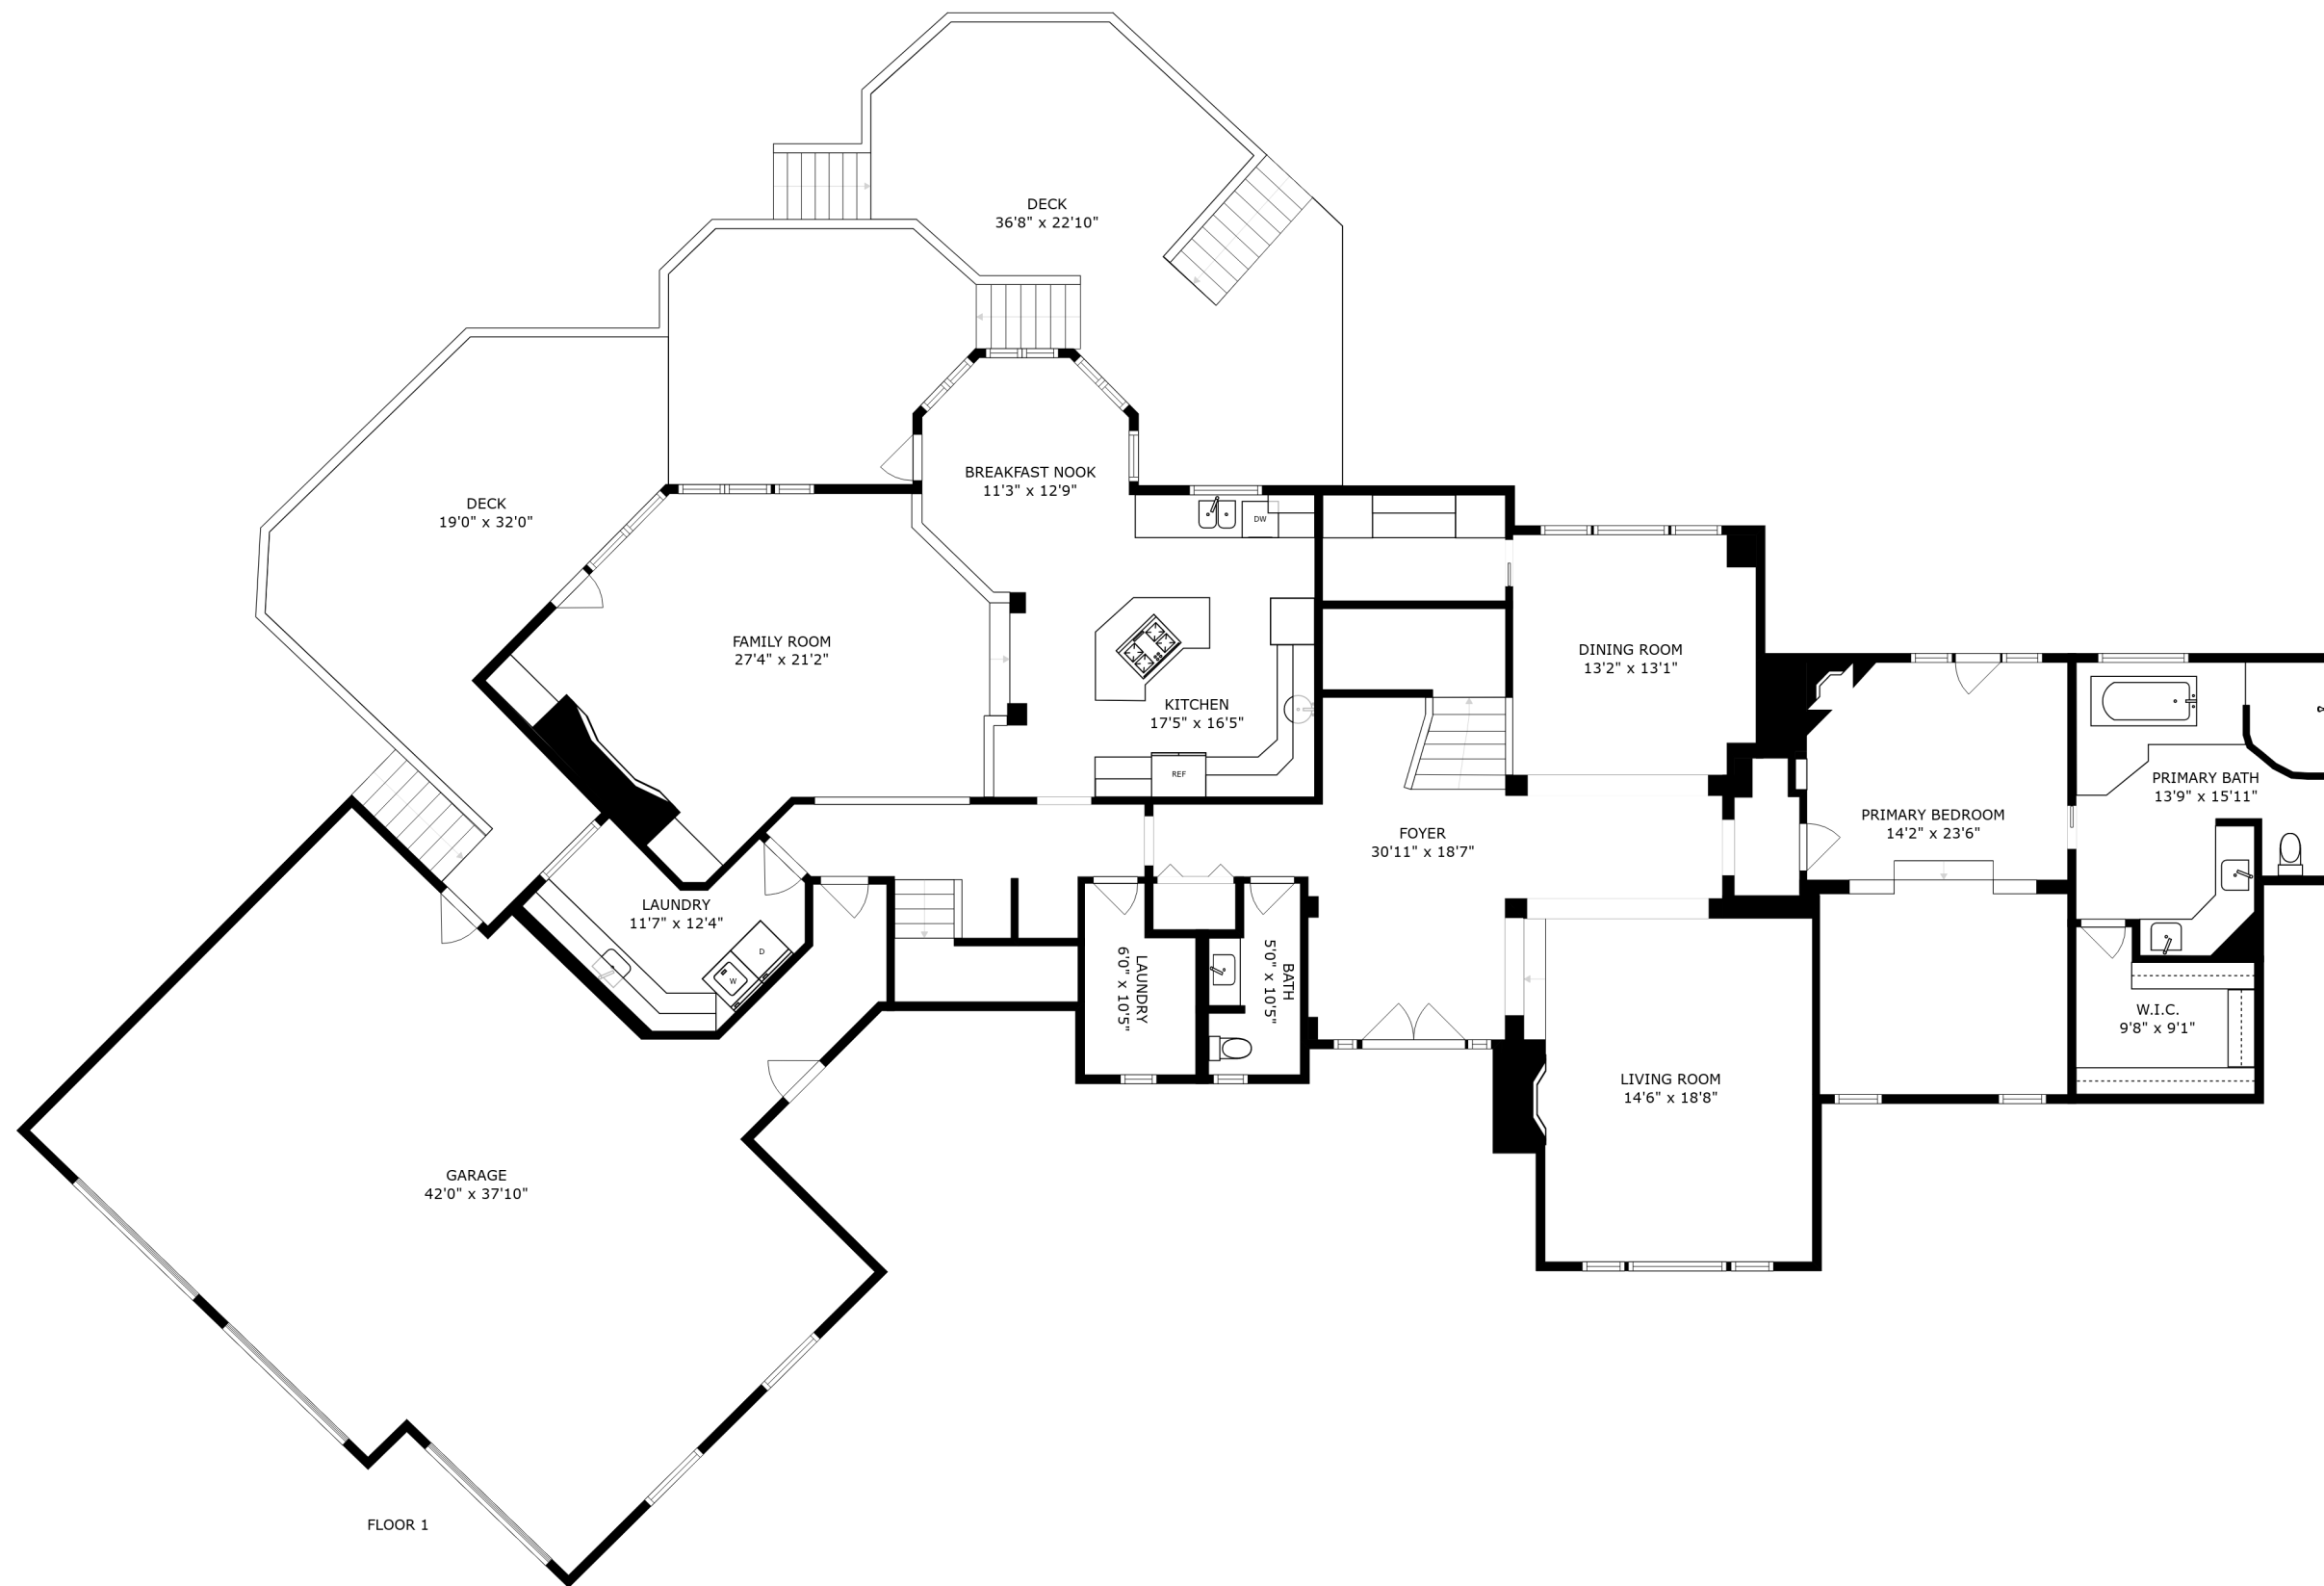 DECK
36'8" x 22'10"
BREAKFAST NOOK
11'3" x 12'9"
DECK
19'0" x 32'0"
DW
FAMILY ROOM
27'4" x 21'2"
DINING ROOM
13'2" x 13'1"
KITCHEN
17'5" x 16'5"
REF
PRIMARY BATH
13'9" x 15'11"
PRIMARY BEDROOM
14'2" x 23'6"
FOYER
30'11" x 18'7"
LAUNDRY
11'7" x 12'4"
D
W
LAUNDRY
6'0" x 10'5"
BATH
5'0" x 10'5"
W.I.C.
9'8" x 9'1"
LIVING ROOM
14'6" x 18'8"
GARAGE
42'0" x 37'10"
FLOOR 1